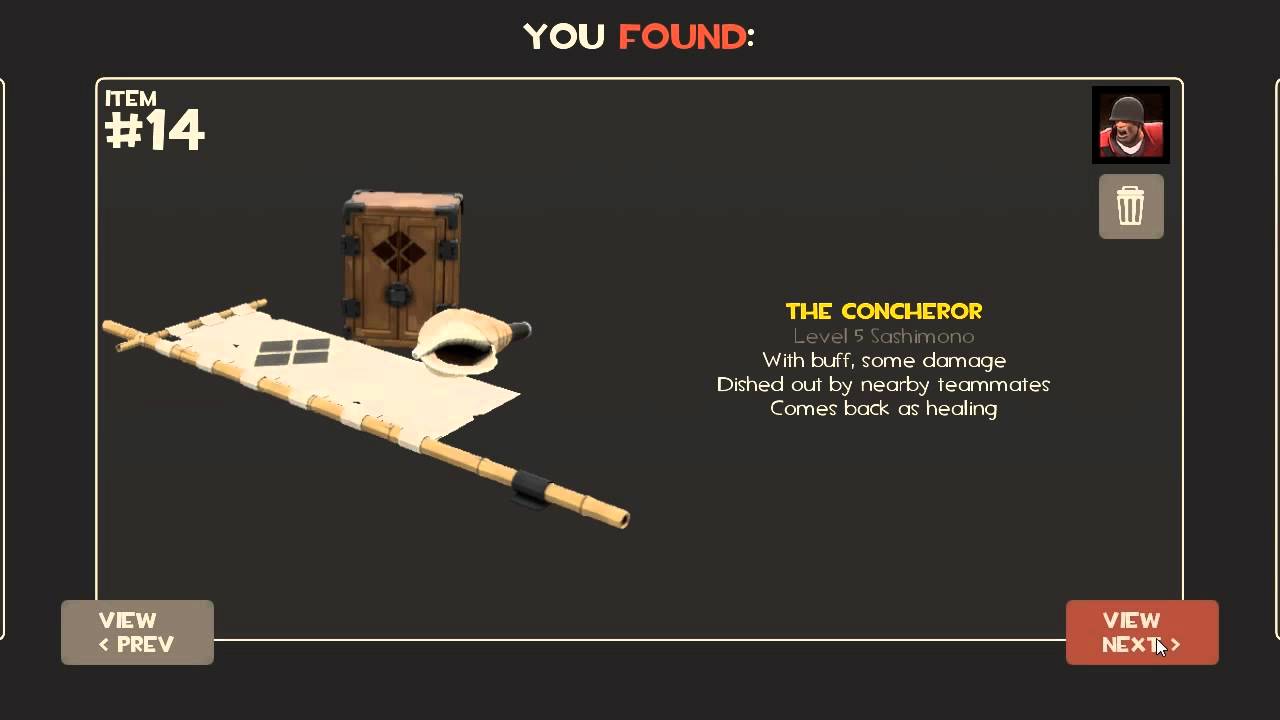 YOU FOUND:
ITEM
#14
THE CONCHEROR
Level 5 Sashimono
With buff, some damage
Dished out by nearby teammates
Comes back as healing
VIEW
< PREV
VIEW
NEXT >